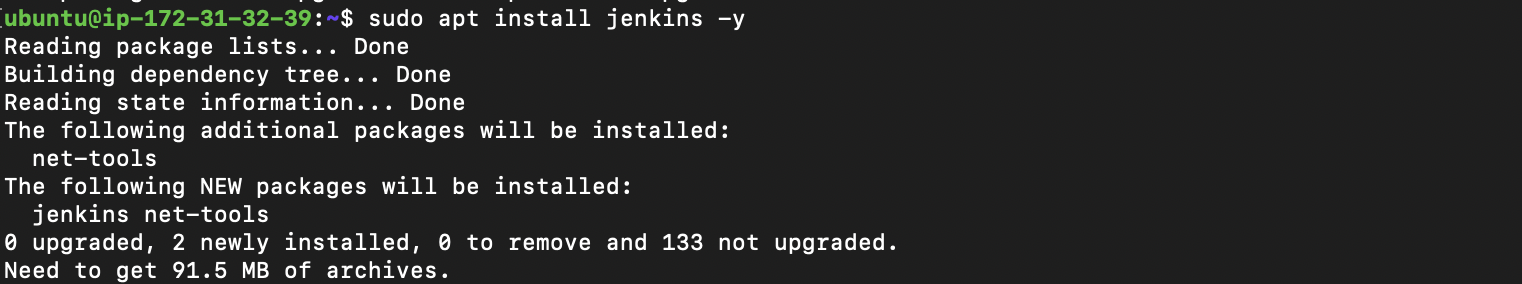 ubuntu@ip-172-31-32-39:~$ sudo apt install jenkins -y
Reading package lists... Done
Building dependency tree... Done
Reading state information... Done
The following additional packages will be installed:
  net-tools
The following NEW packages will be installed:
  jenkins net-tools
0 upgraded, 2 newly installed, 0 to remove and 133 not upgraded.
Need to get 91.5 MB of archives.